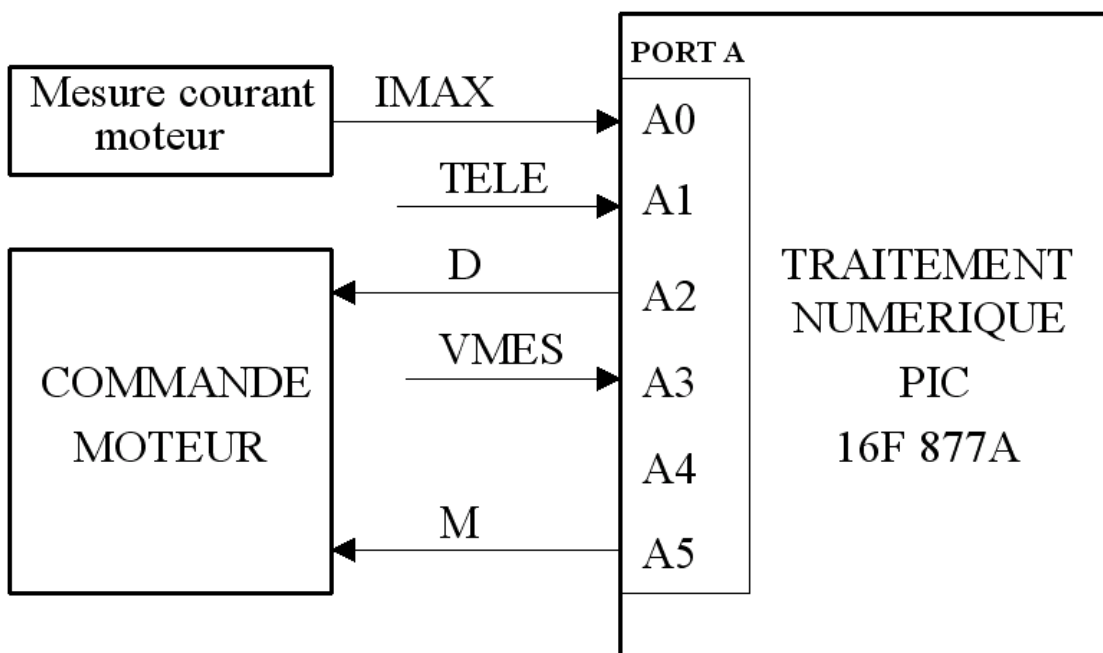 PORT A
Mesure courant
moteur
IMAX
A0
TELE
A1
D
A2
VMES
A3
A4
M
A5
COMMANDE
MOTEUR
TRAITEMENT
NUMERIQUE
PIC
16F 877A